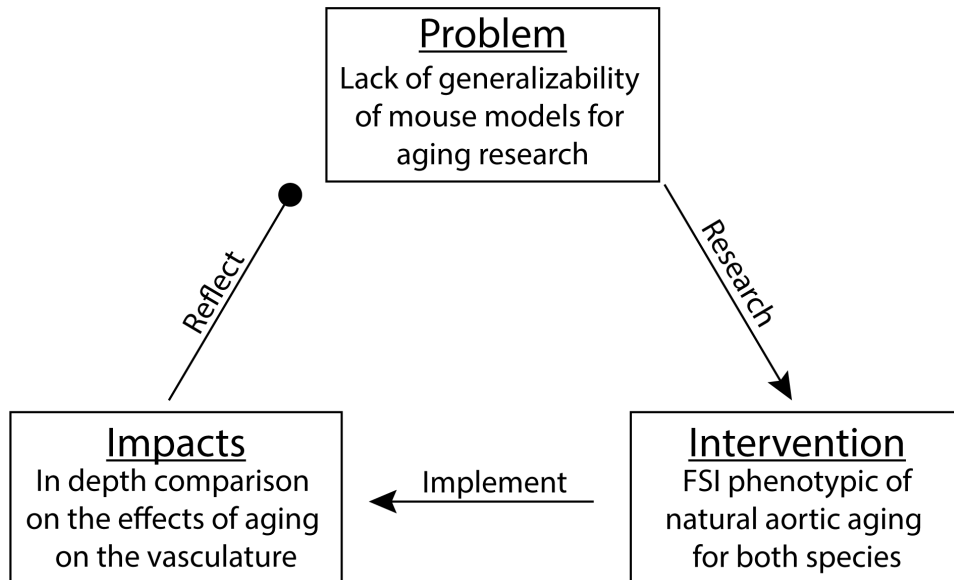 Problem
Lack of generalizability
of mouse models for
aging research
Research
Reflect
Impacts
In depth comparison
on the effects of aging
on the vasculature
Implement
Intervention
FSI phenotypic of
natural aortic aging
for both species